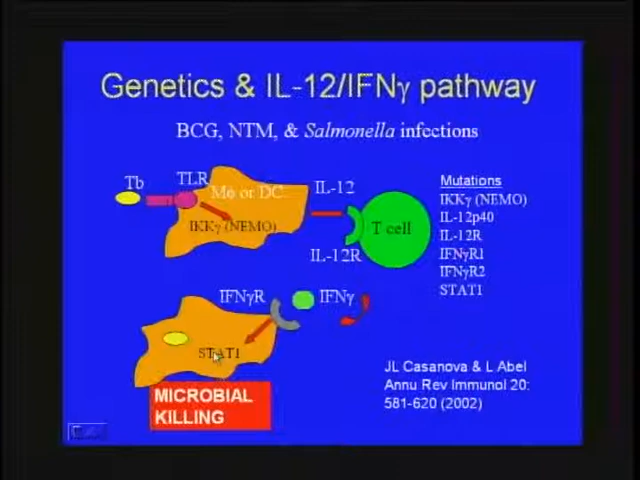 Genetics & IL-12/IFNγ pathway
BCG, NTM, & Salmonella infections
Tb
TLR
Mφ or DC
IL-12
IKKγ (NEMO)
T cell
IL-12R
Mutations
IKKγ (NEMO)
IL-12p40
IL-12R
IFNγR1
IFNγR2
STAT1
IFNγR
IFNγ
STAT1
MICROBIAL
KILLING
JL Casanova & L Abel
Annu Rev Immunol 20:
581-620 (2002)